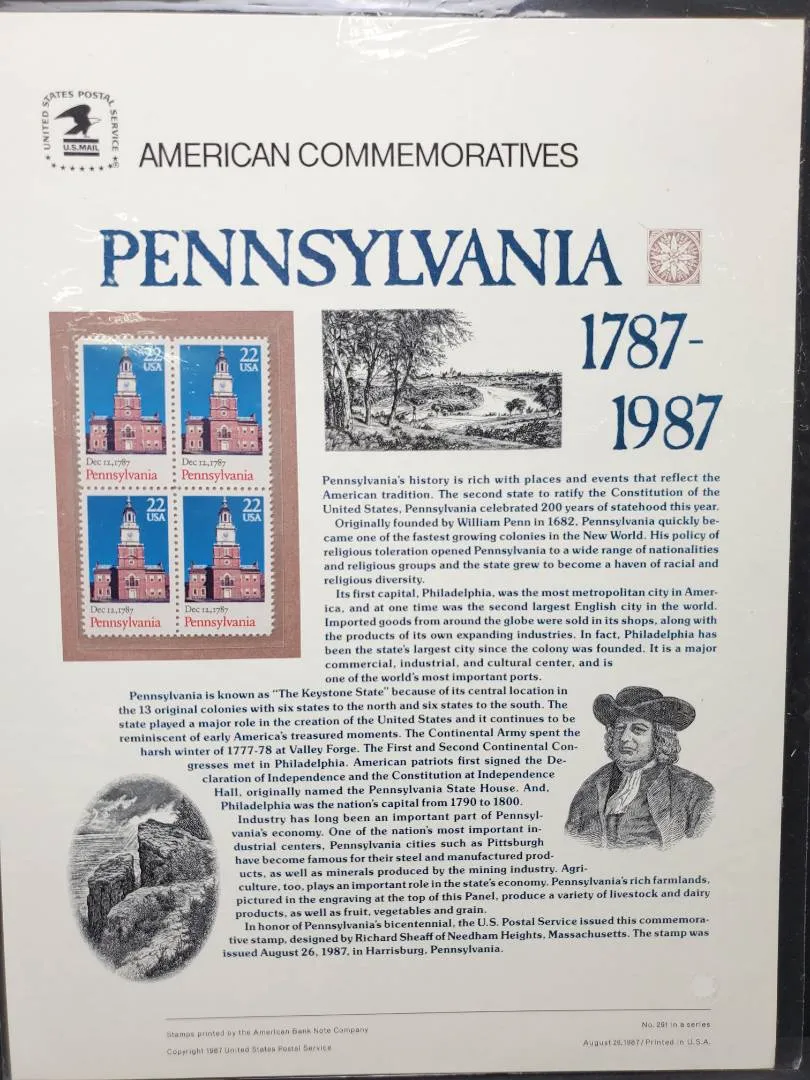 UNITED STATES POSTAL SERVICE
U.S.MAIL
AMERICAN COMMEMORATIVES
PENNSYLVANIA
1787-
1987
22
USA
Dec 12, 1787
Pennsylvania
22
USA
Dec 12, 1787
Pennsylvania
22
USA
Dec 12, 1787
Pennsylvania
22
USA
Dec 12, 1787
Pennsylvania
Pennsylvania's history is rich with places and events that reflect the
American tradition. The second state to ratify the Constitution of the
United States, Pennsylvania celebrated 200 years of statehood this year.
Originally founded by William Penn in 1682, Pennsylvania quickly be-
came one of the fastest growing colonies in the New World. His policy of
religious toleration opened Pennsylvania to a wide range of nationalities
and religious groups and the state grew to become a haven of racial and
religious diversity.
Its first capital, Philadelphia, was the most metropolitan city in Amer-
ica, and at one time was the second largest English city in the world.
Imported goods from around the globe were sold in its shops, along with
the products of its own expanding industries. In fact, Philadelphia has
been the state's largest city since the colony was founded. It is a major
commercial, industrial, and cultural center, and is
one of the world's most important ports.
Pennsylvania is known as "The Keystone State" because of its central location in
the 13 original colonies with six states to the north and six states to the south. The
state played a major role in the creation of the United States and it continues to be
reminiscent of early America's treasured moments. The Continental Army spent the
harsh winter of 1777-78 at Valley Forge. The First and Second Continental Con-
gresses met in Philadelphia. American patriots first signed the De-
claration of Independence and the Constitution at Independence
Hall, originally named the Pennsylvania State House. And,
Philadelphia was the nation's capital from 1790 to 1800.
Industry has long been an important part of Pennsyl-
vania's economy. One of the nation's most important in-
dustrial centers, Pennsylvania cities such as Pittsburgh
have become famous for their steel and manufactured prod-
ucts, as well as minerals produced by the mining industry. Agri-
culture, too, plays an important role in the state's economy. Pennsylvania's rich farmlands,
pictured in the engraving at the top of this Panel, produce a variety of livestock and dairy
products, as well as fruit, vegetables and grain.
In honor of Pennsylvania's bicentennial, the U.S. Postal Service issued this commemora-
tive stamp, designed by Richard Sheaff of Needham Heights, Massachusetts. The stamp was
issued August 26, 1987, in Harrisburg, Pennsylvania.
Stamps printed by the American Bank Note Company
Copyright 1987 United States Postal Service
No. 291 in a series
August 26, 1987/Printed in U.S.A.